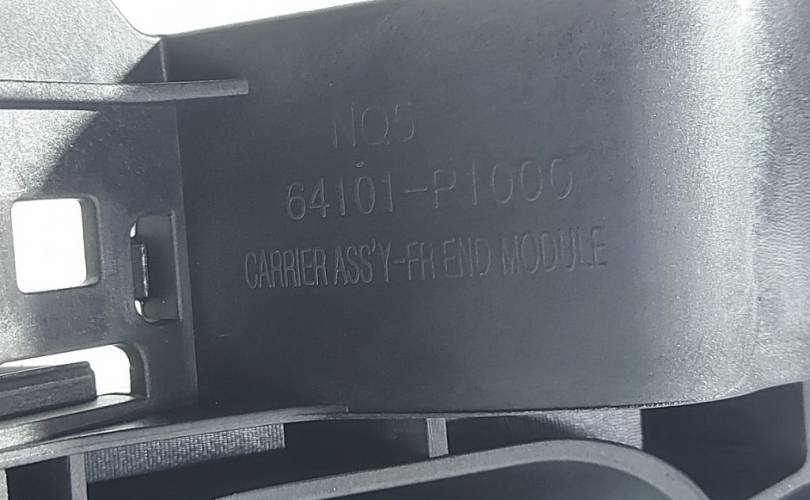 NQ5
64101-P1000
CARRIER ASS'Y-FR END MODULE